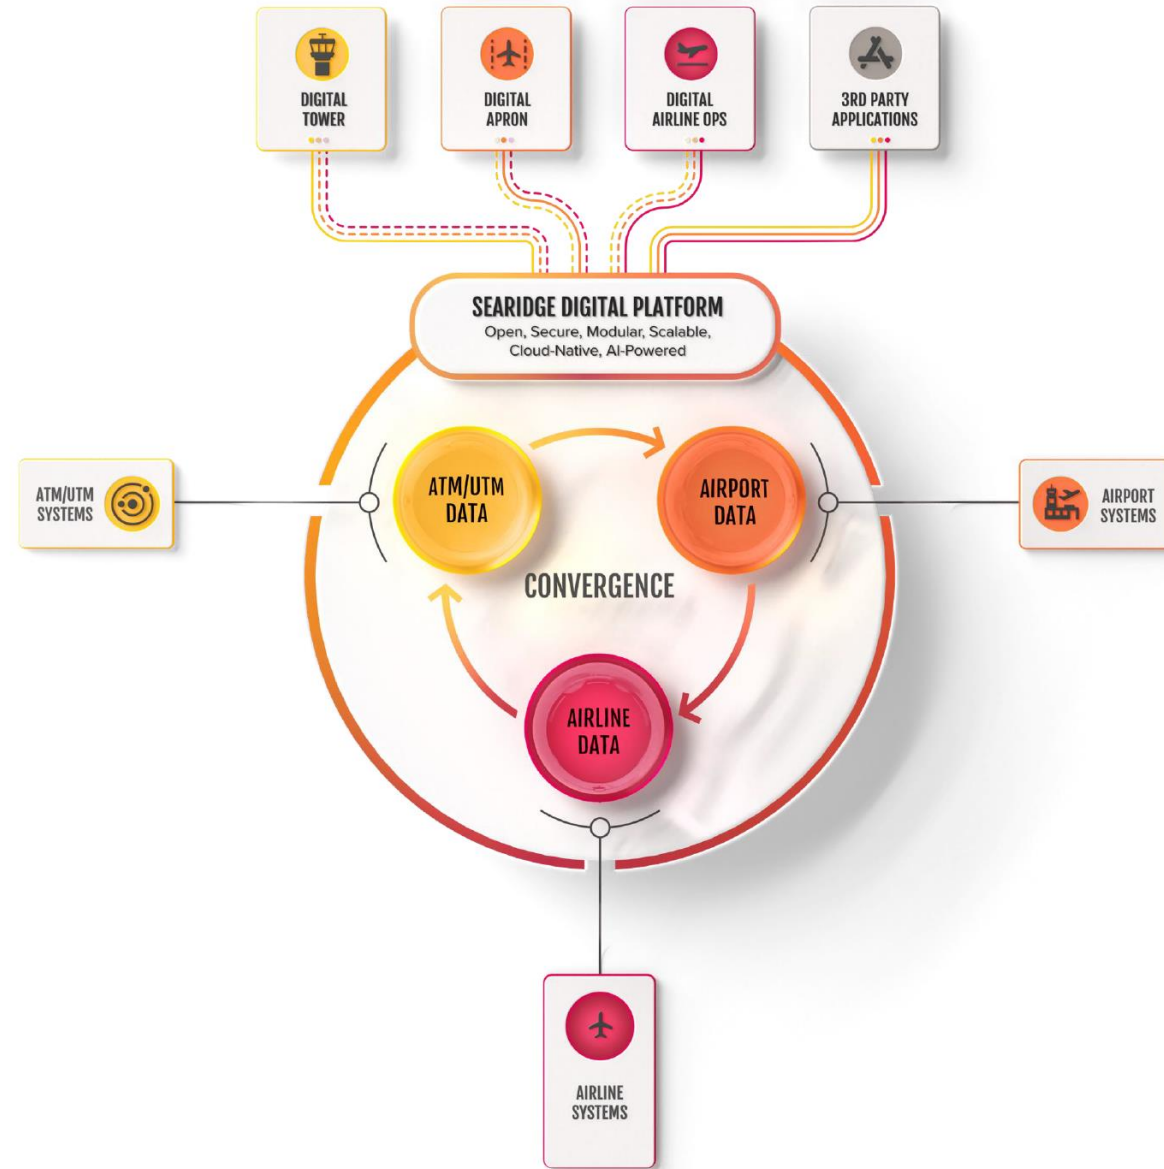 DIGITAL
TOWER
DIGITAL
APRON
DIGITAL
AIRLINE OPS
3RD PARTY
APPLICATIONS
SEARIDGE DIGITAL PLATFORM
Open, Secure, Modular, Scalable,
Cloud-Native, AI-Powered
ATM/UTM
SYSTEMS
ATM/UTM
DATA
AIRPORT
DATA
AIRPORT
SYSTEMS
CONVERGENCE
AIRLINE
DATA
AIRLINE
SYSTEMS